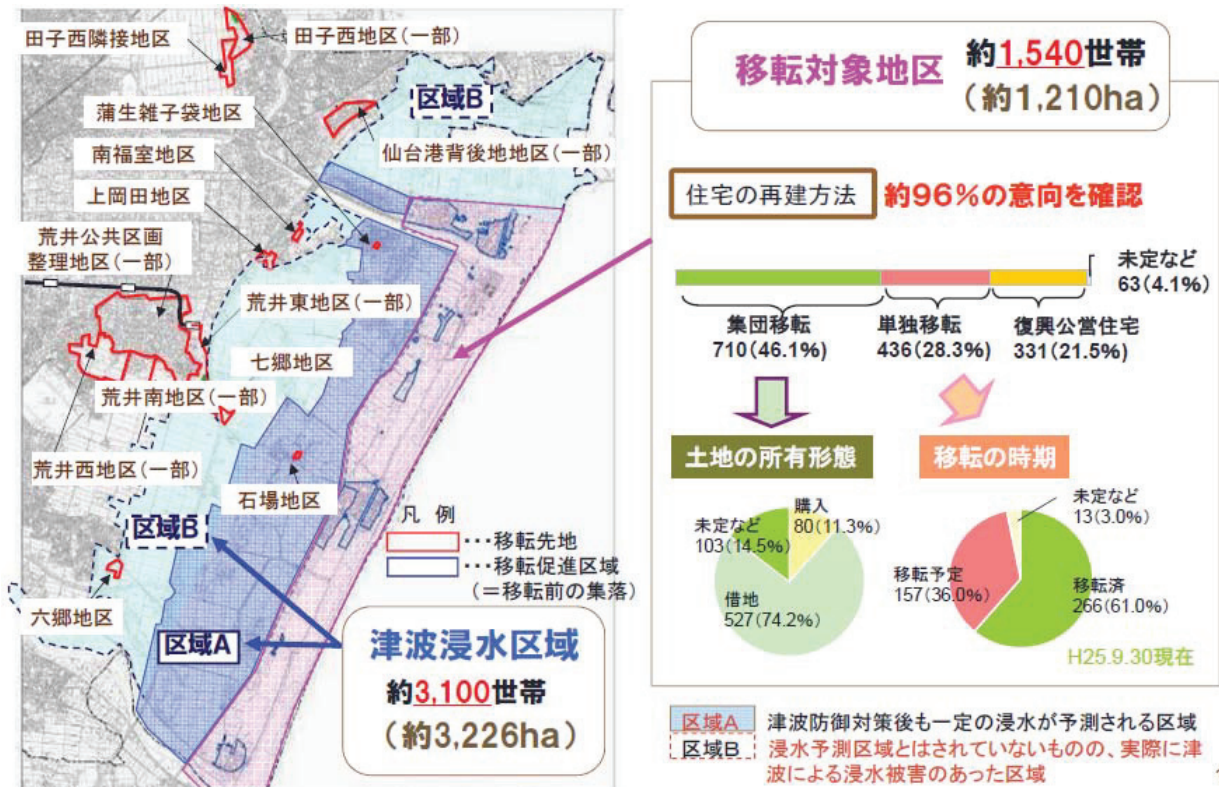 田子西隣接地区
田子西地区(一部)
蒲生雑子袋地区
区域B
南福室地区
仙台港背後地地区(一部)
上岡田地区
荒井公共区画
整理地区(一部)
荒井東地区(一部)
七郷地区
荒井南地区(一部)
荒井西地区(一部)
石場地区
区域B
六郷地区
区域A
凡 例
・・・移転先地
・・・移転促進区域
(=移転前の集落)
津波浸水区域
約3,100世帯
(約3,226ha)
移転対象地区
約1,540世帯
(約1,210ha)
住宅の再建方法
約96%の意向を確認
未定など
63(4.1%)
集団移転
710(46.1%)
単独移転
436(28.3%)
復興公営住宅
331(21.5%)
土地の所有形態
移転の時期
購入
80(11.3%)
未定など
103(14.5%)
借地
527(74.2%)
未定など
13(3.0%)
移転予定
157(36.0%)
移転済
266(61.0%)
H25.9.30現在
区域A 津波防御対策後も一定の浸水が予測される区域
区域B 浸水予測区域とはされていないものの、実際に津
波による浸水被害のあった区域